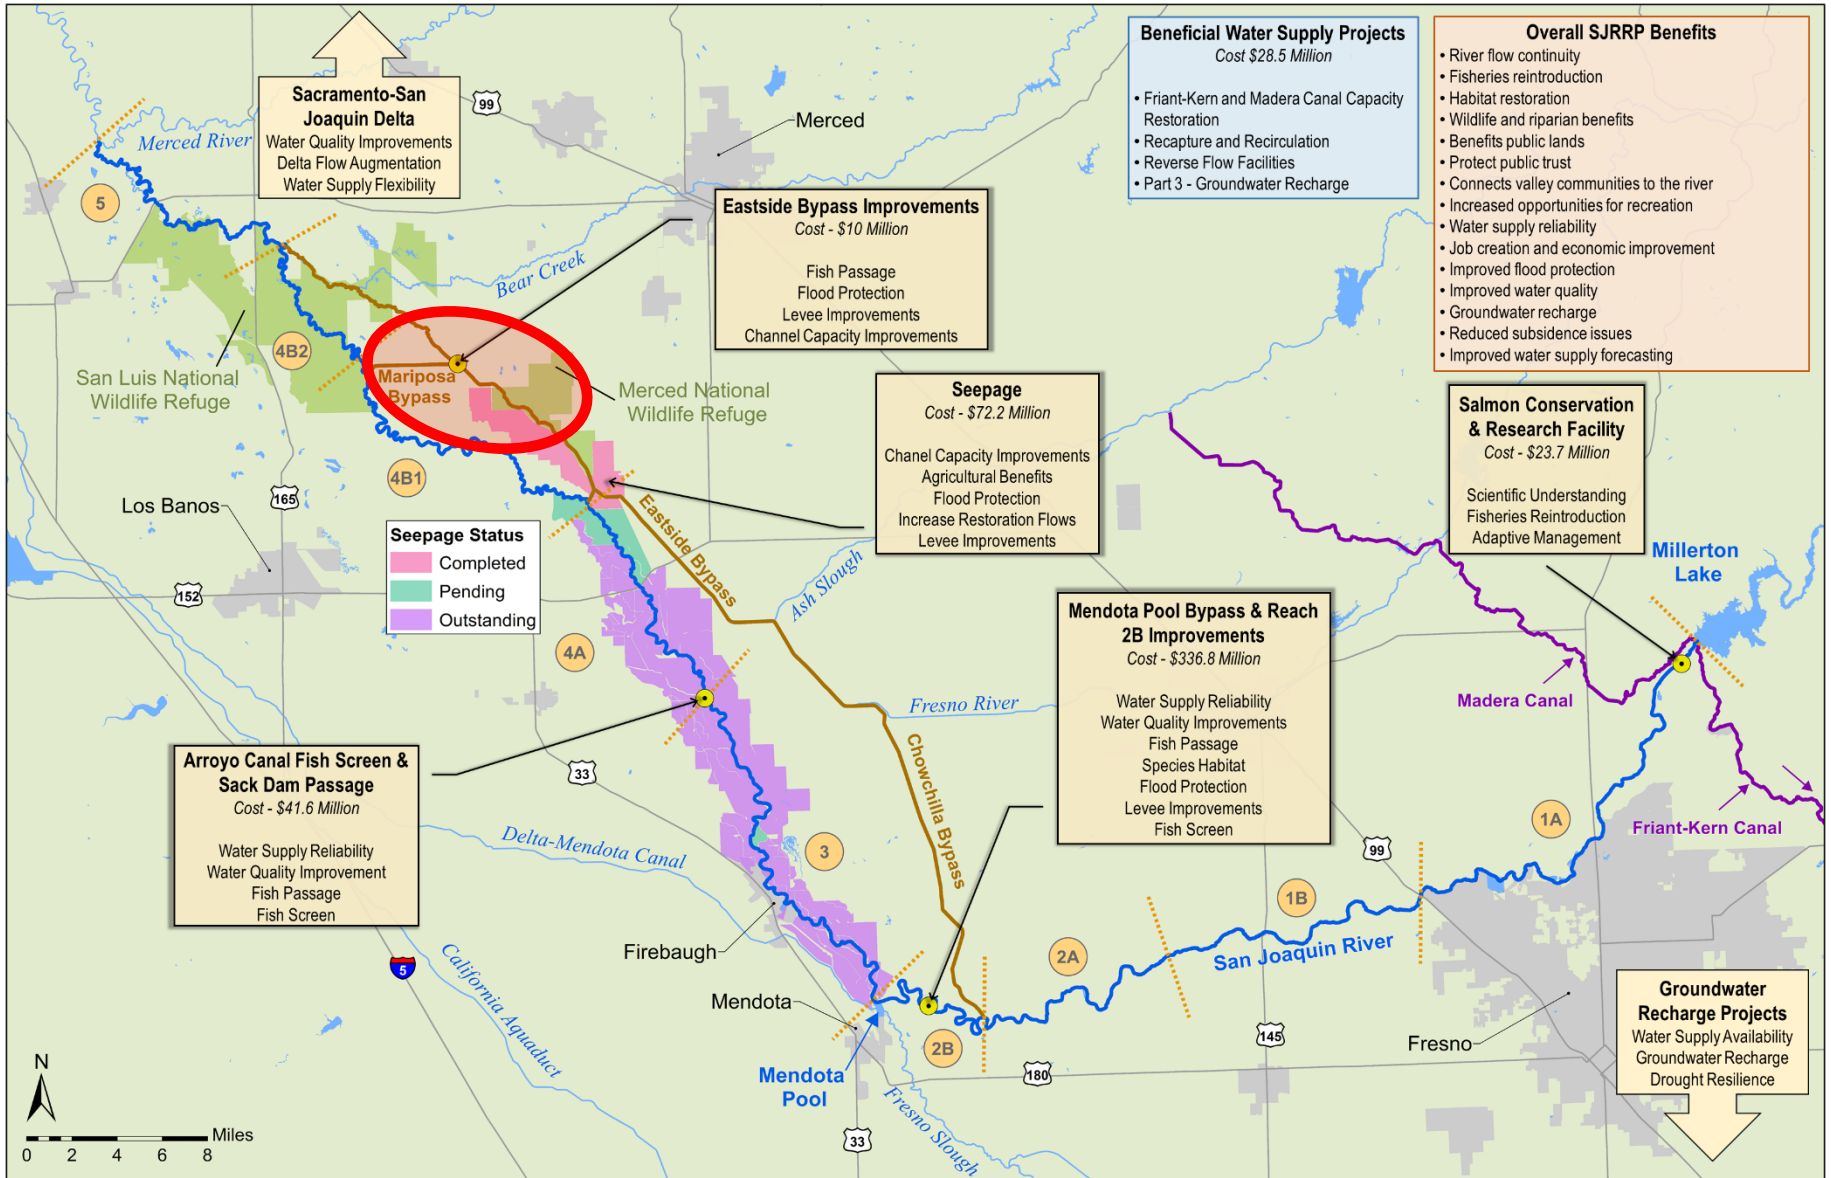 Sacramento-San
Joaquin Delta
Water Quality Improvements
Delta Flow Augmentation
Water Supply Flexibility
Beneficial Water Supply Projects
Cost $28.5 Million
• Friant-Kern and Madera Canal Capacity
Restoration
• Recapture and Recirculation
• Reverse Flow Facilities
• Part 3 - Groundwater Recharge
Overall SJRRP Benefits
• River flow continuity
• Fisheries reintroduction
• Habitat restoration
• Wildlife and riparian benefits
• Benefits public lands
• Protect public trust
• Connects valley communities to the river
• Increased opportunities for recreation
• Water supply reliability
• Job creation and economic improvement
• Improved flood protection
• Improved water quality
• Groundwater recharge
• Reduced subsidence issues
• Improved water supply forecasting
99
Merced
Merced River
5
Eastside Bypass Improvements
Cost - $10 Million
Fish Passage
Flood Protection
Levee Improvements
Channel Capacity Improvements
Bear Creek
4B2
San Luis National
Wildlife Refuge
Mariposa
Bypass
Merced National
Wildlife Refuge
Seepage
Cost - $72.2 Million
Chanel Capacity Improvements
Agricultural Benefits
Flood Protection
Increase Restoration Flows
Levee Improvements
Salmon Conservation
& Research Facility
Cost - $23.7 Million
Scientific Understanding
Fisheries Reintroduction
Adaptive Management
4B1
165
Los Banos
Seepage Status
Completed
Pending
Outstanding
Eastside Bypass
Ash Slough
Millerton
Lake
152
4A
Mendota Pool Bypass & Reach
2B Improvements
Cost - $336.8 Million
Water Supply Reliability
Water Quality Improvements
Fish Passage
Species Habitat
Flood Protection
Levee Improvements
Fish Screen
Madera Canal
Fresno River
Arroyo Canal Fish Screen &
Sack Dam Passage
Cost - $41.6 Million
Water Supply Reliability
Water Quality Improvement
Fish Passage
Fish Screen
33
Chowchilla Bypass
Delta-Mendota Canal
3
1A
Friant-Kern Canal
99
1B
Firebaugh
San Joaquin River
5
California Aquaduct
2A
Mendota
Groundwater
Recharge Projects
Water Supply Availability
Groundwater Recharge
Drought Resilience
2B
145
Fresno
Mendota
Pool
180
Fresno Slough
33
N
Miles
0 2 4 6 8